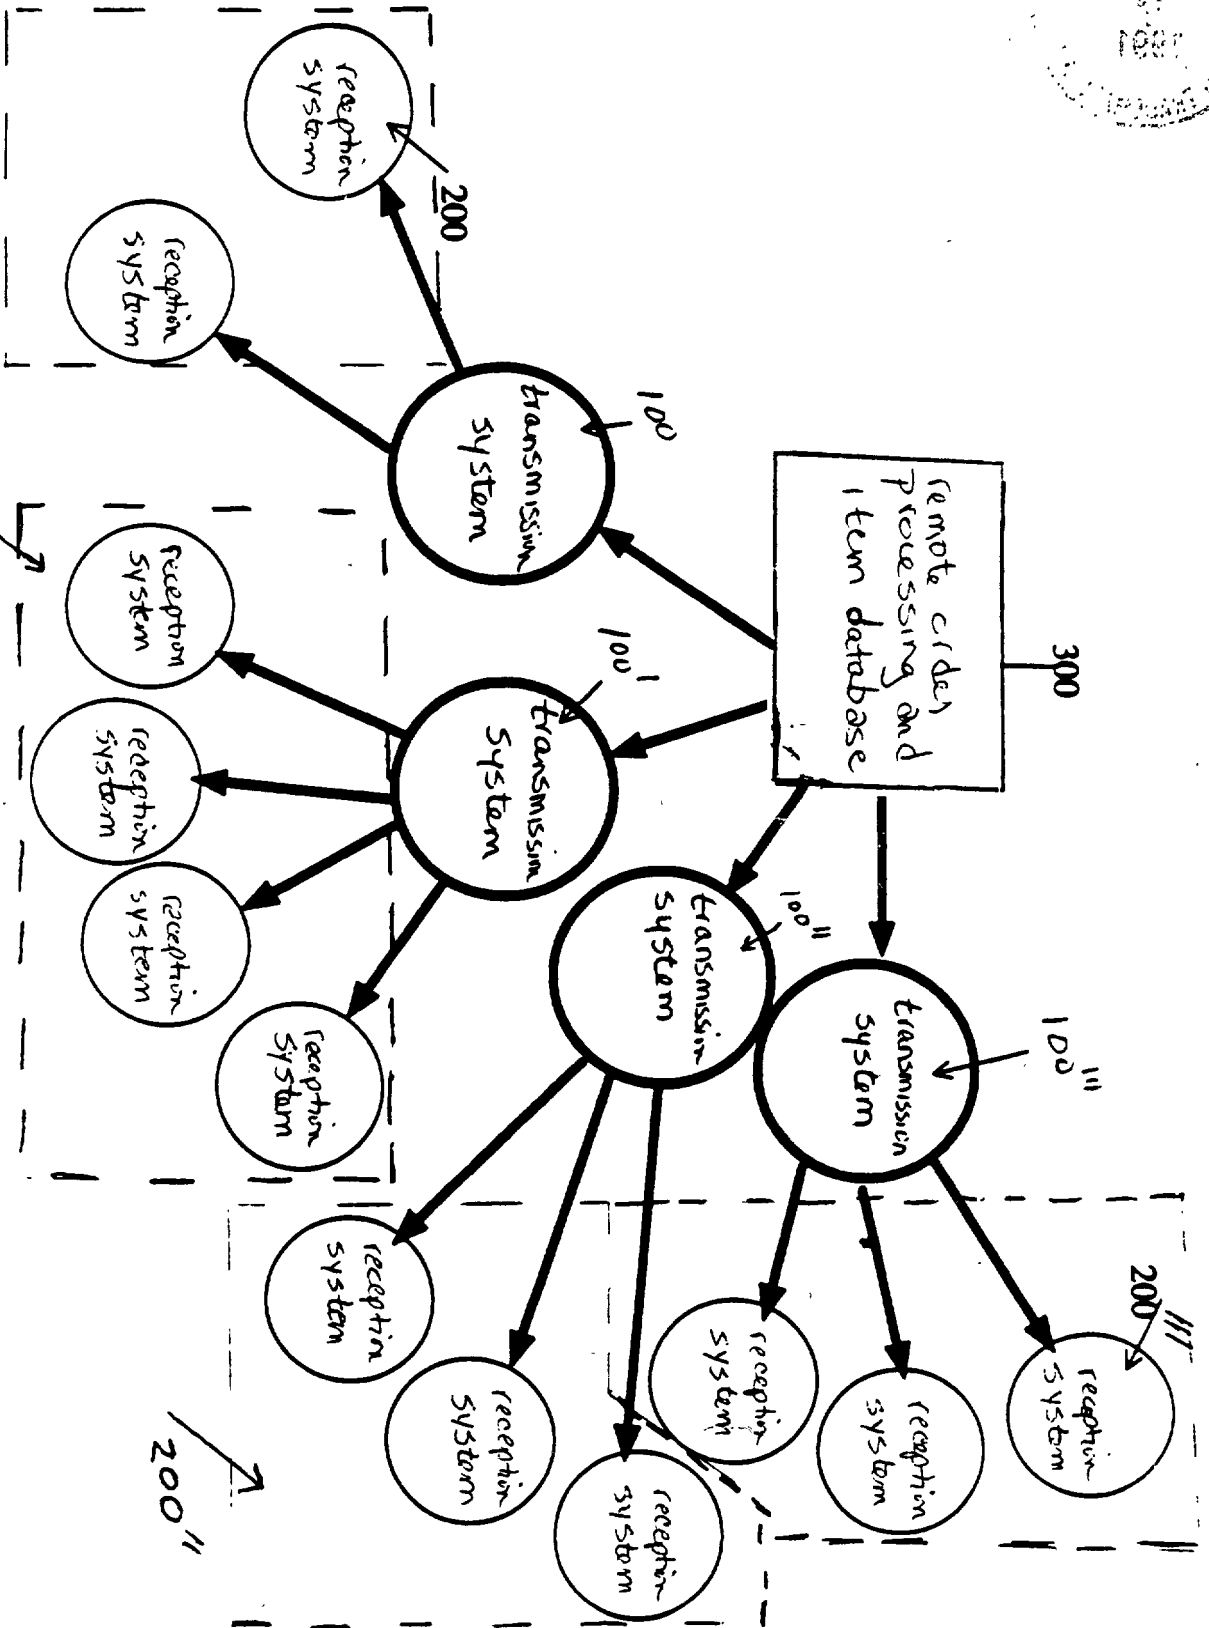 300
remote order
processing and
item database
100
transmission
system
100'
transmission
system
100"
transmission
system
100'''
transmission
system
200
reception
system
reception
system
reception
system
reception
system
reception
system
reception
system
200"
reception
system
reception
system
reception
system
200'''
reception
system
reception
system
reception
system